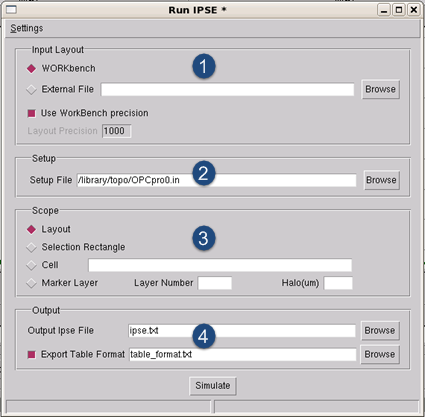 Run IPSE *
Settings
Input Layout
1
WORKbench
External File Browse
Use WorkBench precision
Layout Precision 1000
Setup
2
Setup File /library/topo/OPCpro0.in Browse
Scope
Layout
3
Selection Rectangle
Cell
Marker Layer Layer Number Halo(um)
Output
Output Ipse File ipse.txt Browse
4
Export Table Format table_format.txt Browse
Simulate